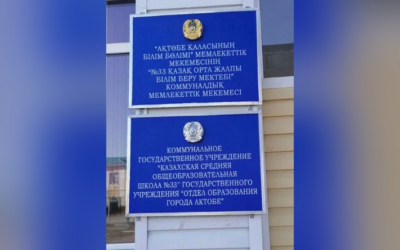 "АҚТӨБЕ ҚАЛАСЫНЫҢ
БІЛІМ БӨЛІМІ" МЕМЛЕКЕТТІК
МЕКЕМЕСІНІҢ
"№33 ҚАЗАҚ ОРТА ЖАЛПЫ
БІЛІМ БЕРУ МЕКТЕБІ"
КОММУНАЛДЫҚ
МЕМЛЕКЕТТІК МЕКЕМЕСІ
КОММУНАЛЬНОЕ
ГОСУДАРСТВЕННОЕ УЧРЕЖДЕНИЕ
"КАЗАХСКАЯ СРЕДНЯЯ
ОБЩЕОБРАЗОВАТЕЛЬНАЯ
ШКОЛА №33" ГОСУДАРСТВЕННОГО
УЧРЕЖДЕНИЯ "ОТДЕЛ ОБРАЗОВАНИЯ
ГОРОДА АКТОБЕ"